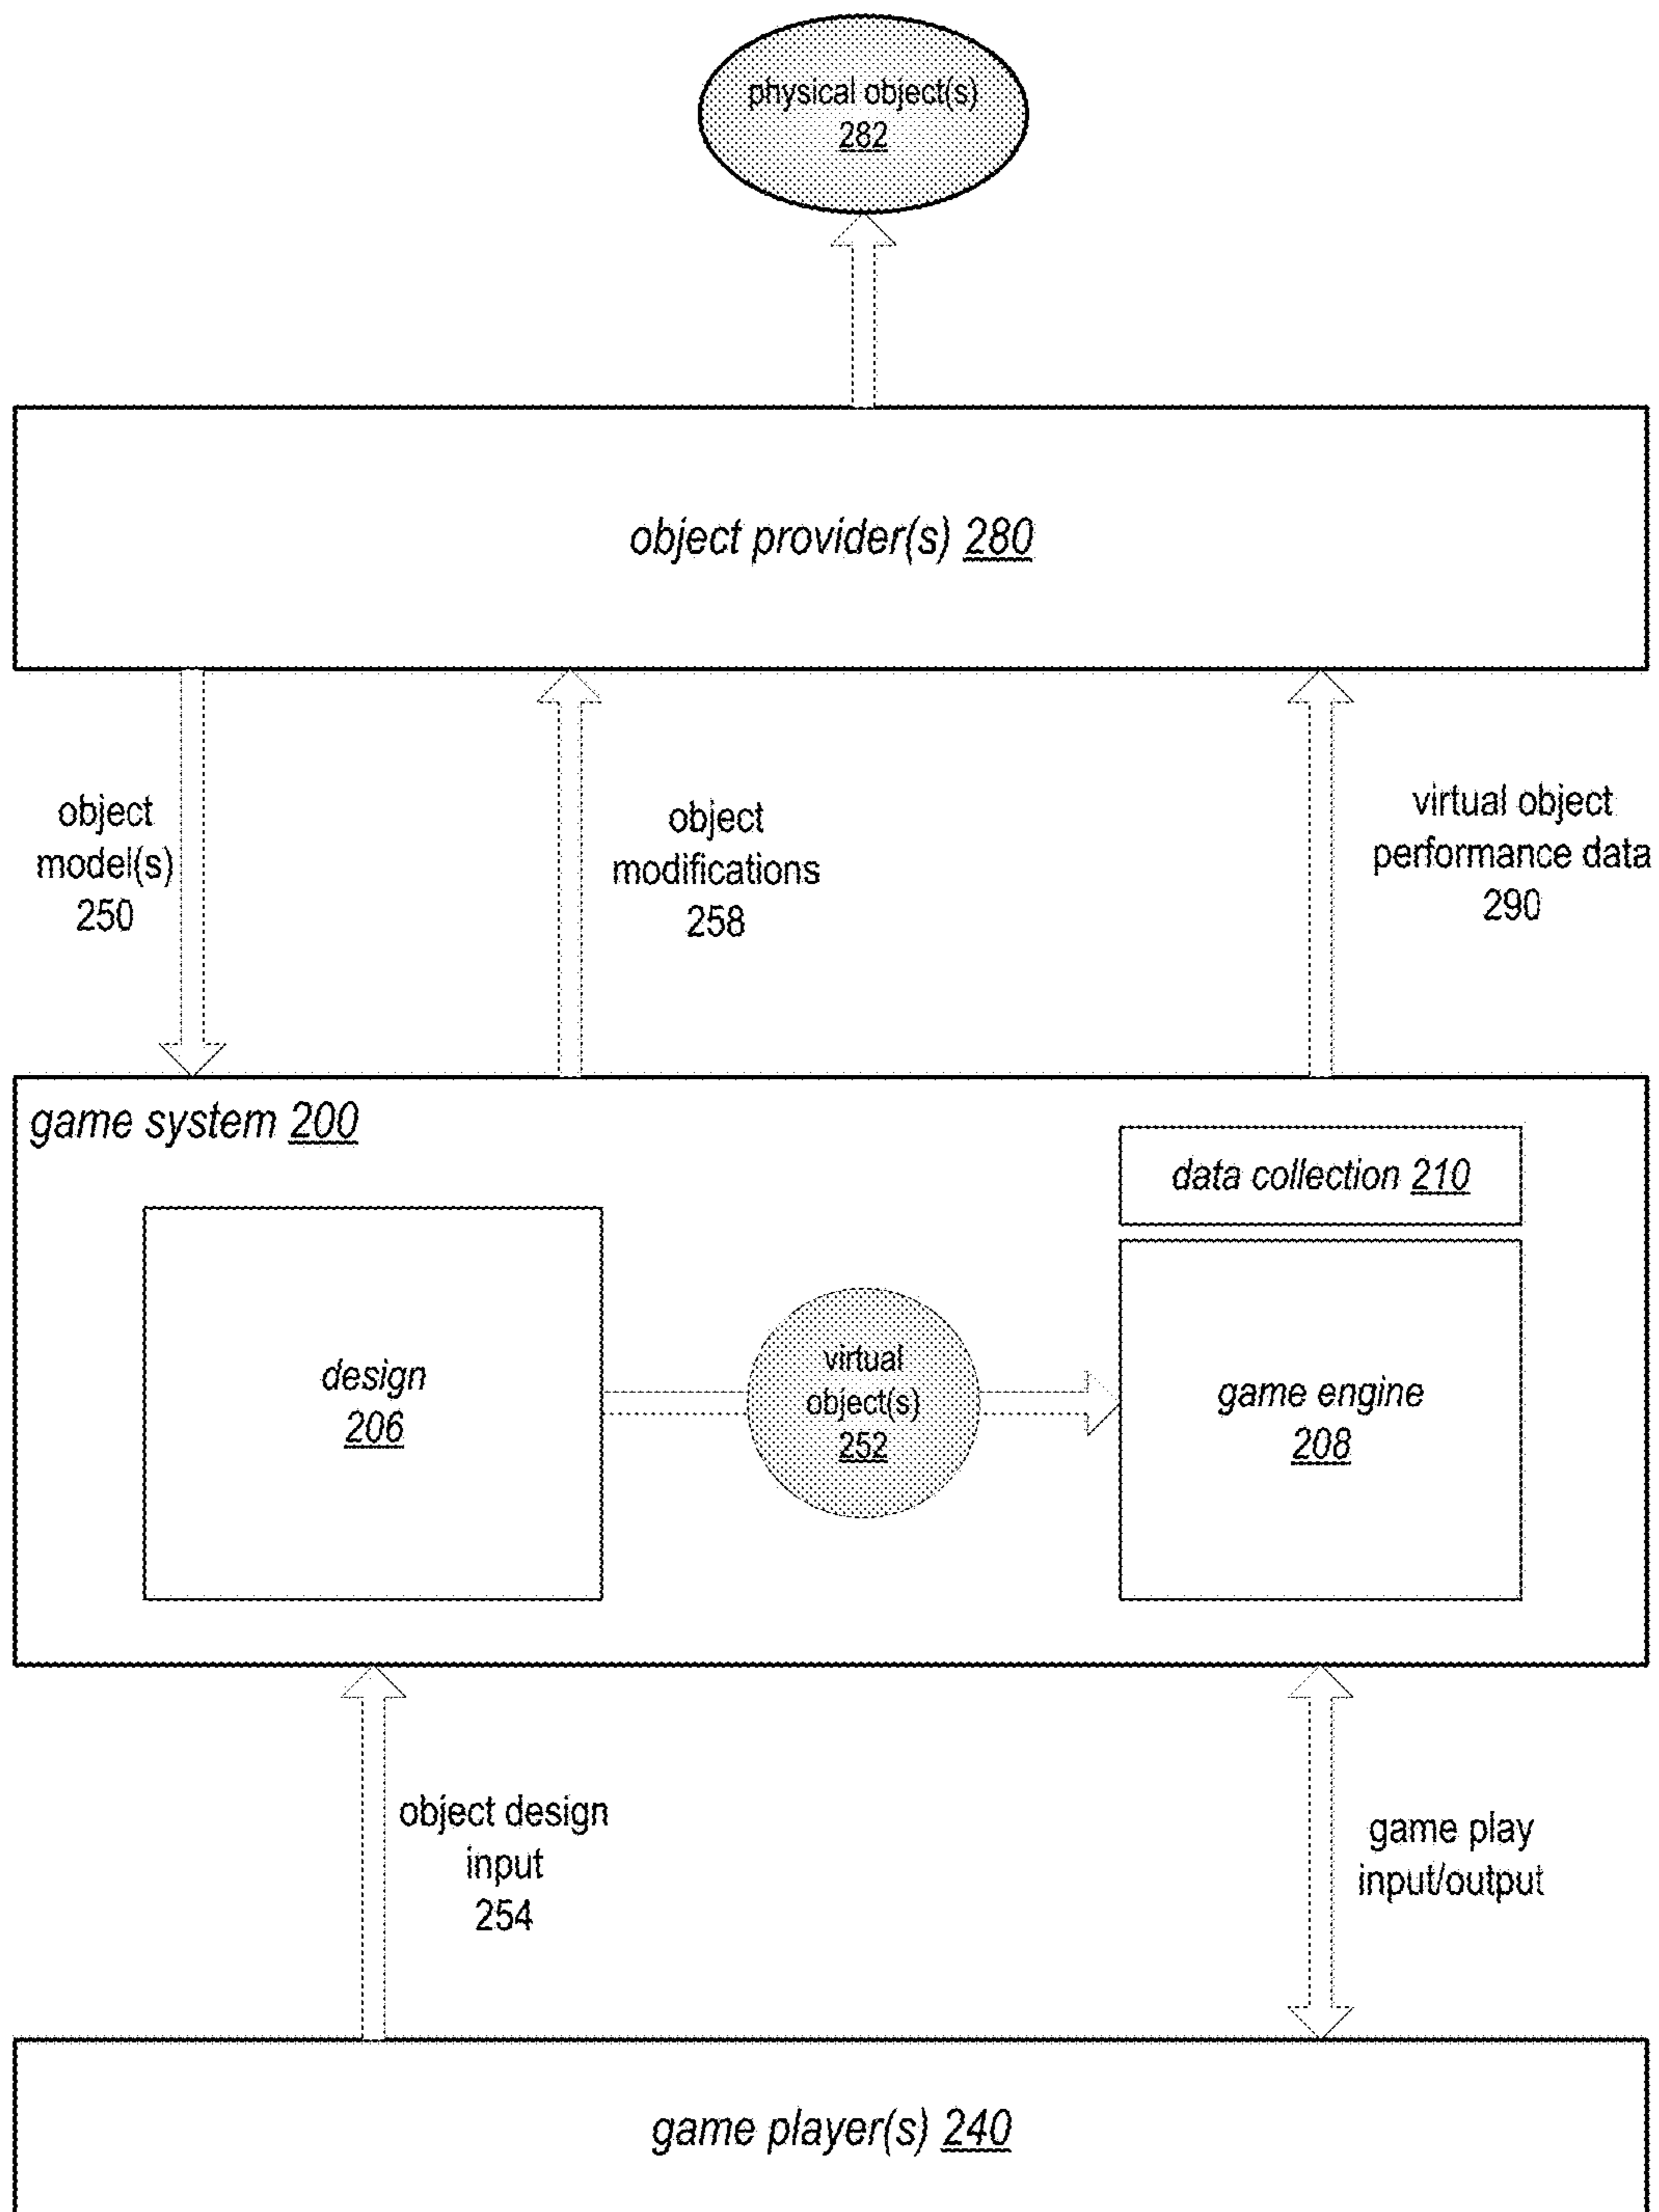 physical object(s)
282
object provider(s) 280
object
model(s)
250
object
modifications
258
virtual object
performance data
290
game system 200
data collection 210
design
206
virtual
object(s)
252
game engine
208
object design
input
254
game play
input/output
game player(s) 240